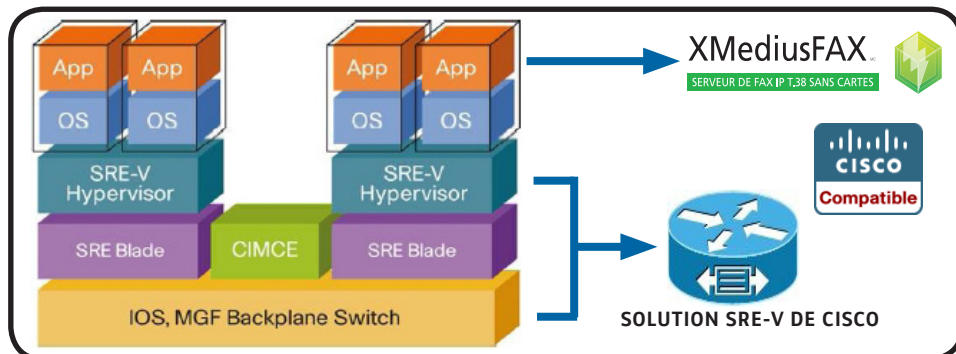 App App App App
OS OS OS OS
SRE-V
Hypervisor
SRE-V
Hypervisor
SRE Blade CIMCE SRE Blade
IOS, MGF Backplane Switch
XMediusFAX MC
SERVEUR DE FAX IP T.38 SANS CARTES
CISCO
Compatible
SOLUTION SRE-V DE CISCO